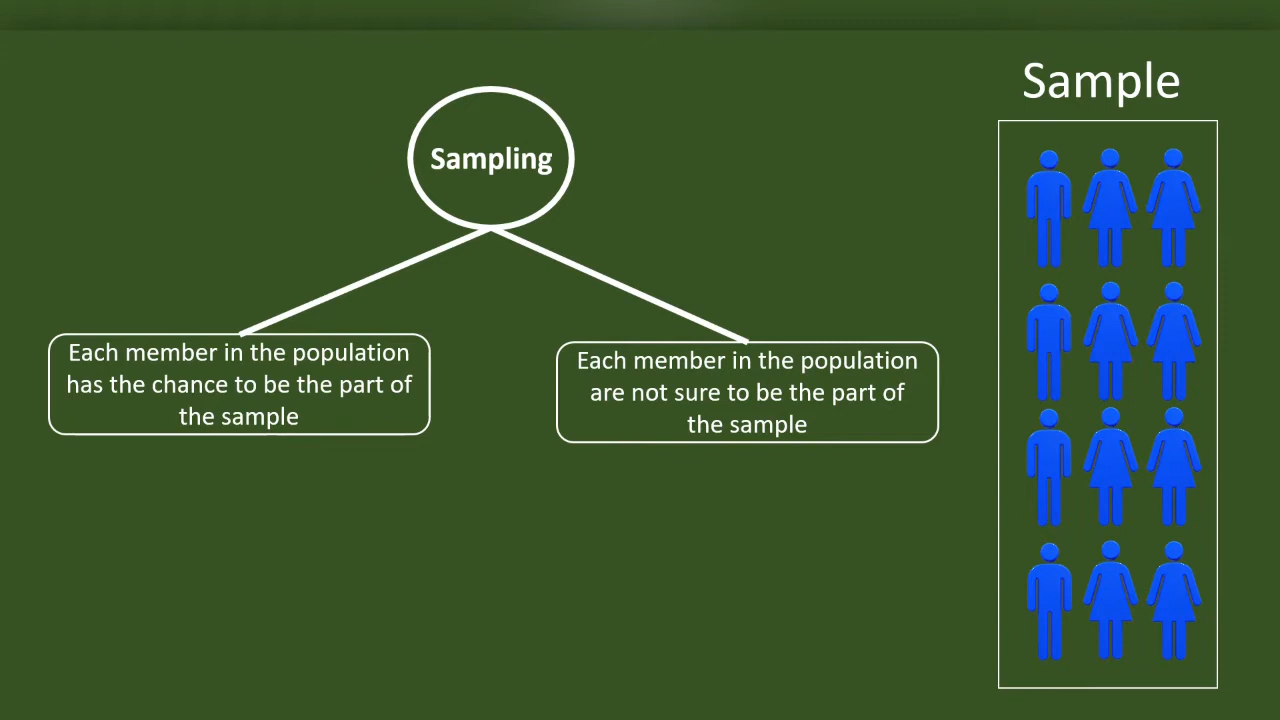 Sample
Sampling
Each member in the population
has the chance to be the part of
the sample
Each member in the population
are not sure to be the part of
the sample